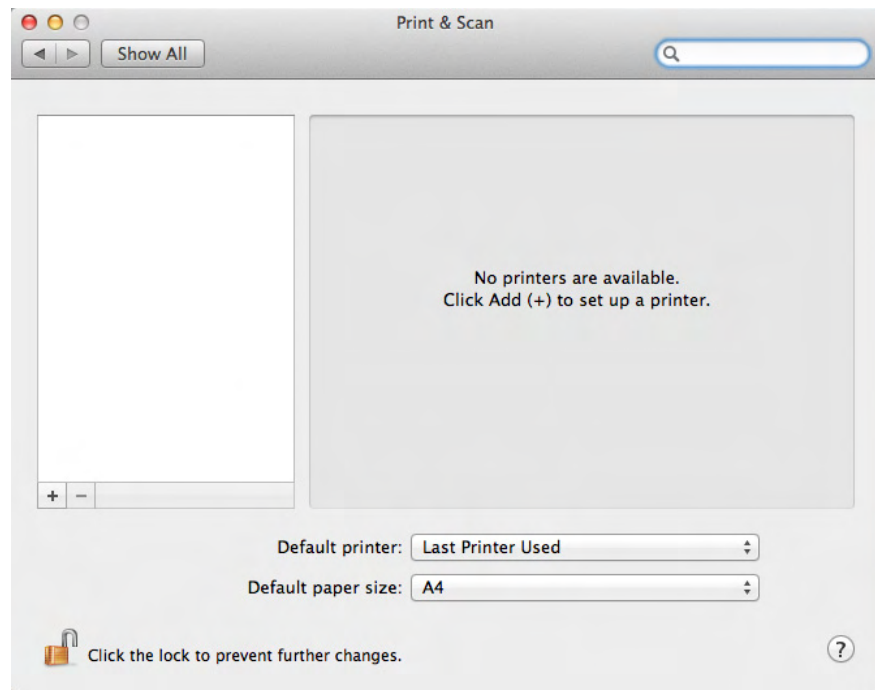 Print & Scan
Show All
No printers are available.
Click Add (+) to set up a printer.
+ −
Default printer: Last Printer Used
Default paper size: A4
Click the lock to prevent further changes.
?